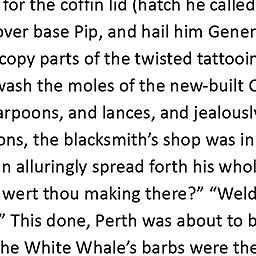 for the coffin lid (hatch he called
over base Pip, and hail him Gener
copy parts of the twisted tattooin
wash the moles of the new-built C
arpoons, and lances, and jealousl
ons, the blacksmith’s shop was in
n alluringly spread forth his whol
wert thou making there?” “Weld
” This done, Perth was about to b
he White Whale’s barbs were the